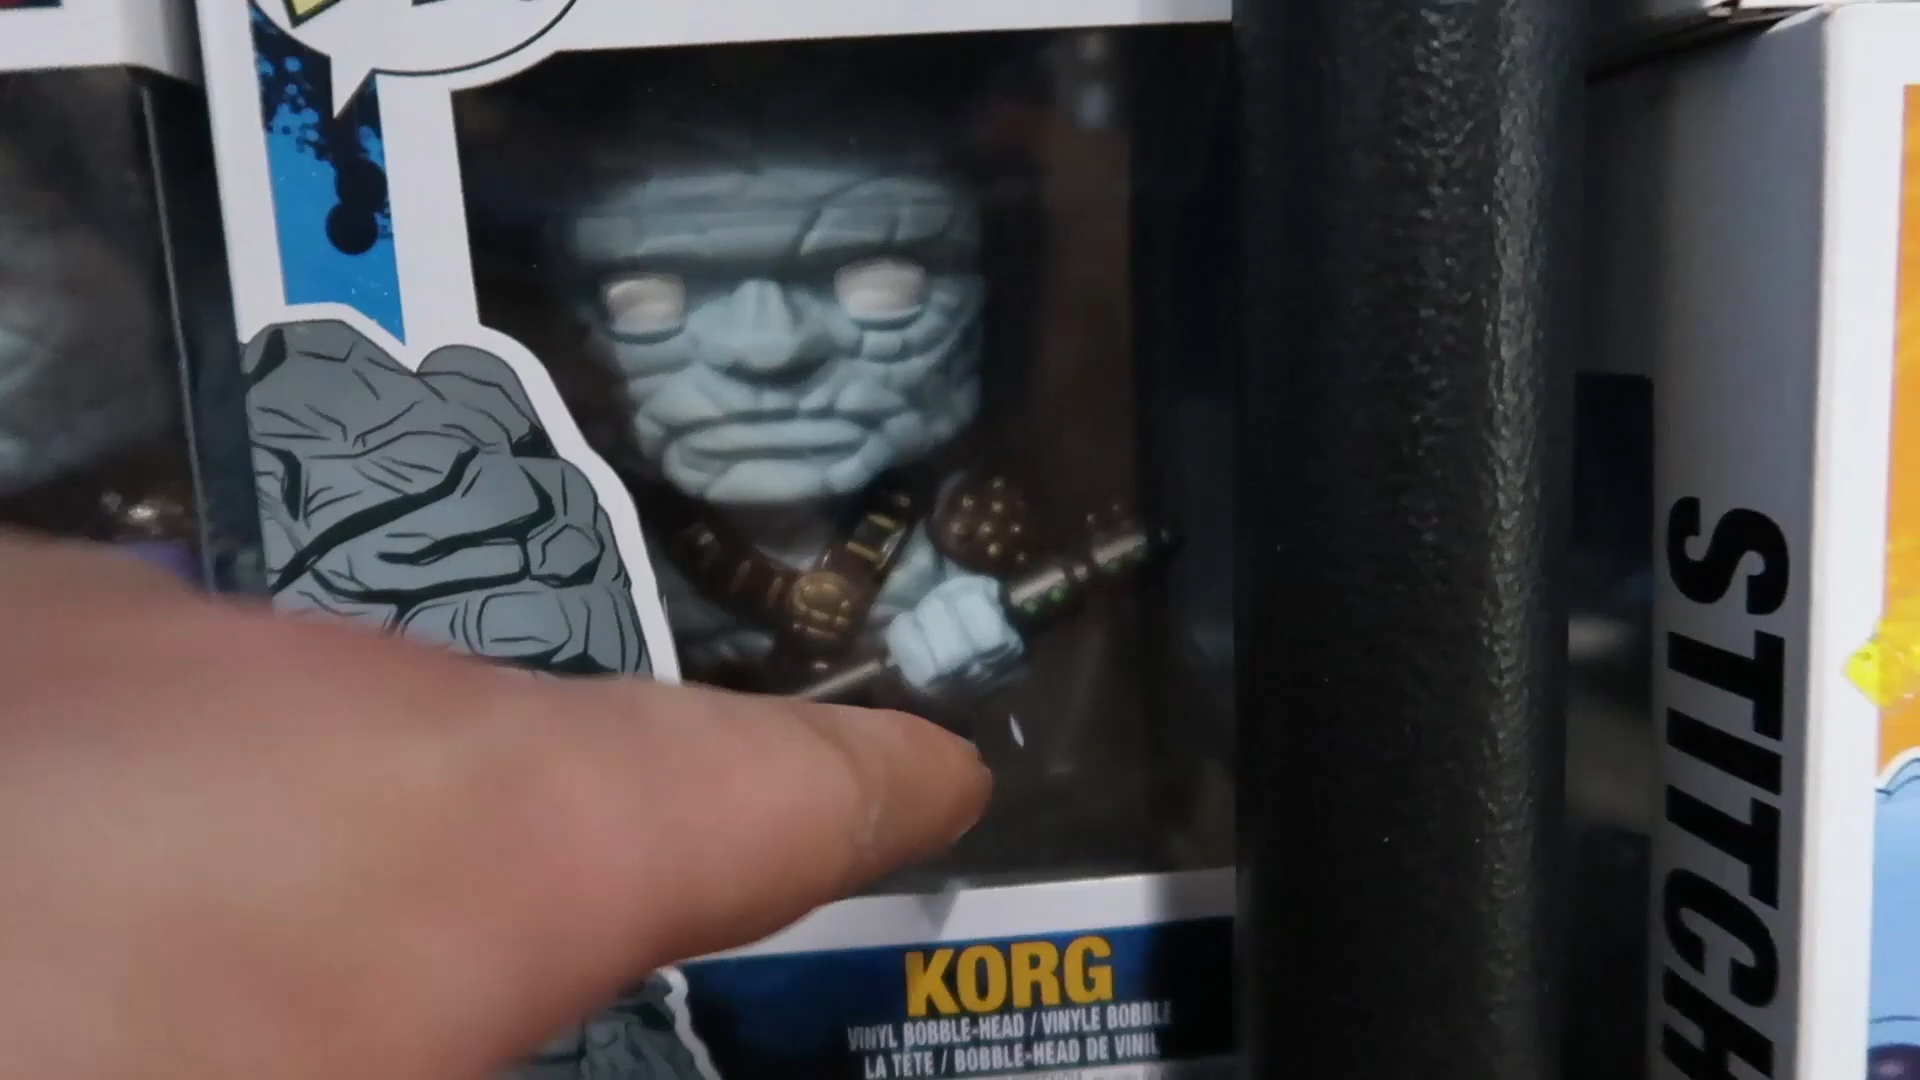 KORG
VINYL BOBBLE-HEAD / VINYLE BOBBLE
LA TÊTE / BOBBLE-HEAD DE VINIL
STITCH